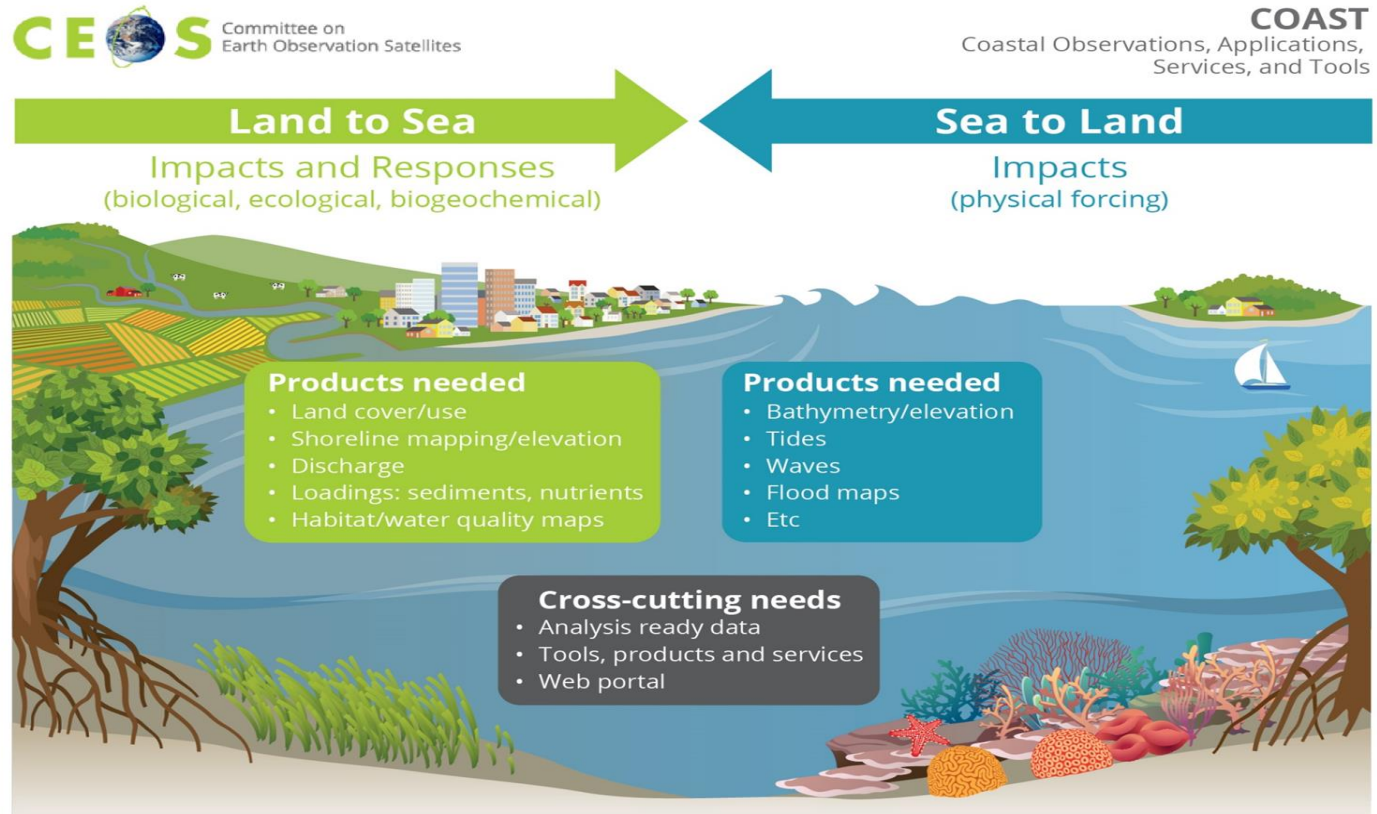 CEOS
Committee on
Earth Observation Satellites
COAST
Coastal Observations, Applications,
Services, and Tools
Land to Sea
Impacts and Responses
(biological, ecological, biogeochemical)
Sea to Land
Impacts
(physical forcing)
Products needed
• Land cover/use
• Shoreline mapping/elevation
• Discharge
• Loadings: sediments, nutrients
• Habitat/water quality maps
Products needed
• Bathymetry/elevation
• Tides
• Waves
• Flood maps
• Etc
Cross-cutting needs
• Analysis ready data
• Tools, products and services
• Web portal